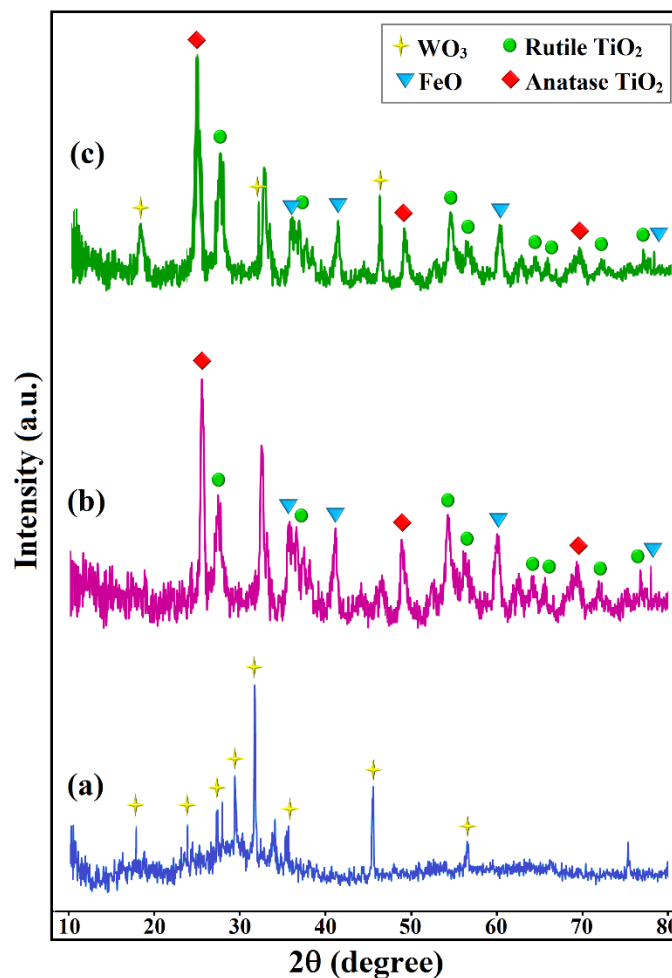 WO₃ Rutile TiO₂
FeO Anatase TiO₂
(c)
(b)
(a)
Intensity (a.u.)
10 20 30 40 50 60 70 80
2θ (degree)